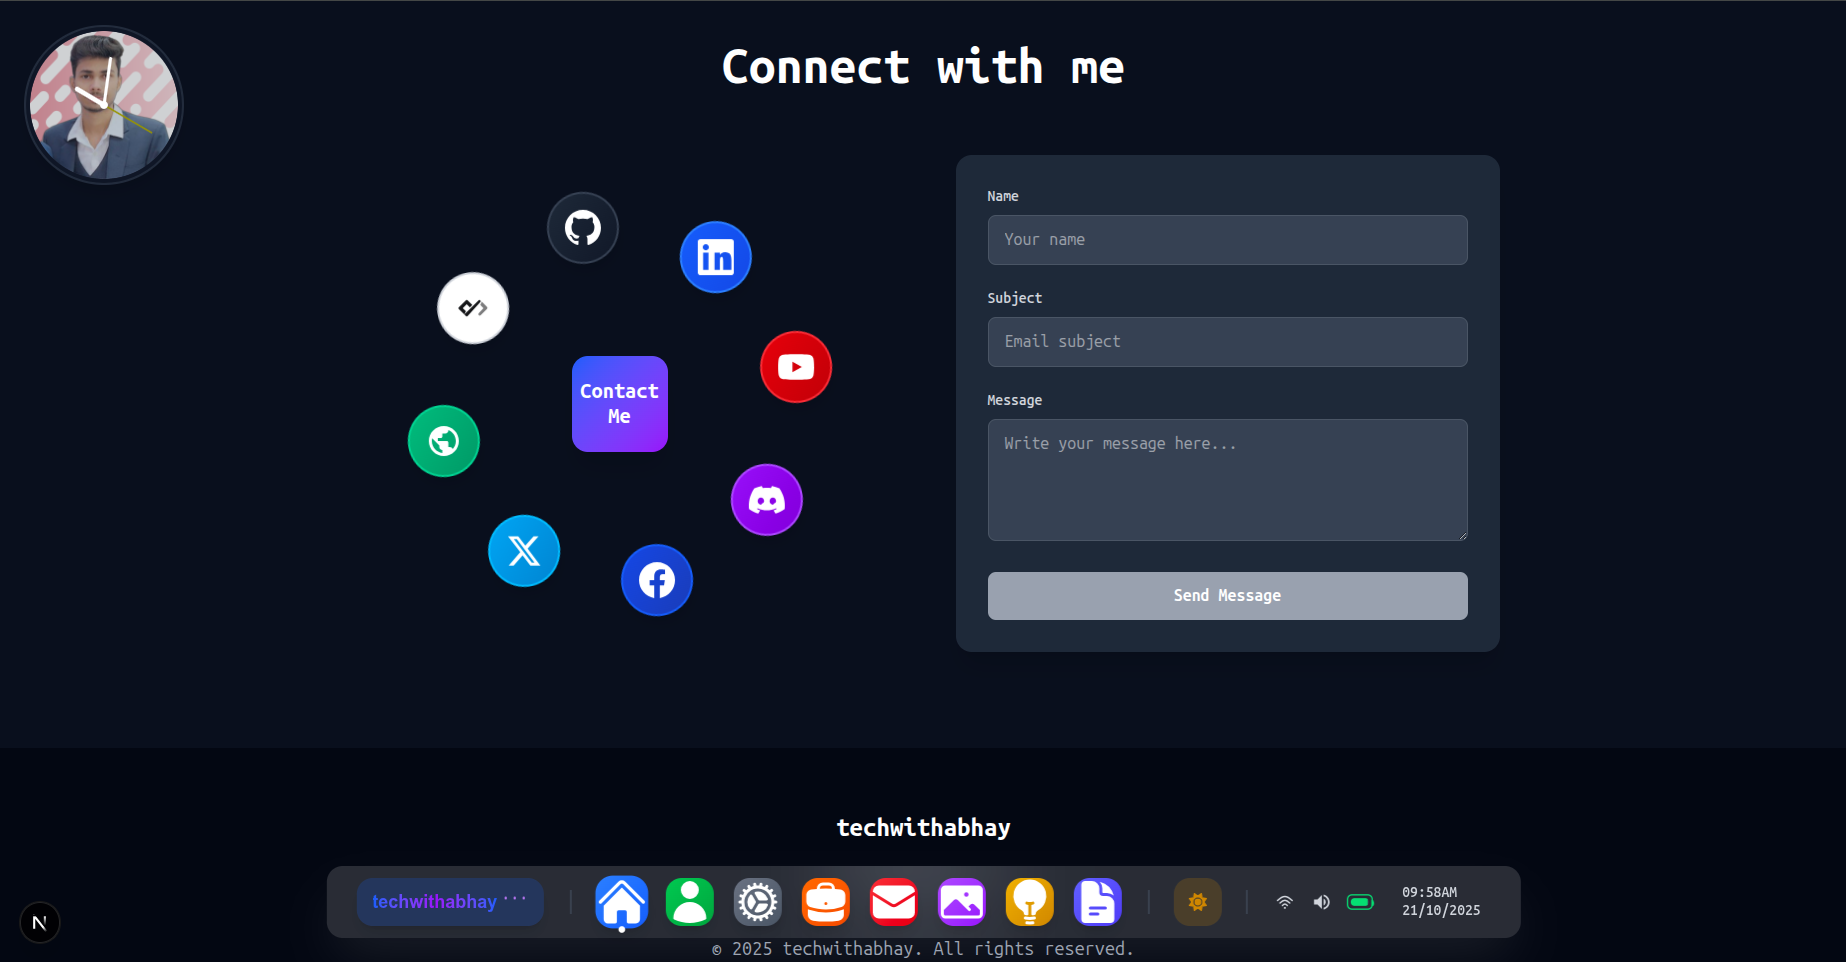 Connect with me
Name
Your name
Subject
Email subject
Message
Write your message here...
Send Message
in
Contact
Me
techwithabhay
techwithabhay ...
09:58AM
21/10/2025
N
© 2025 techwithabhay. All rights reserved.